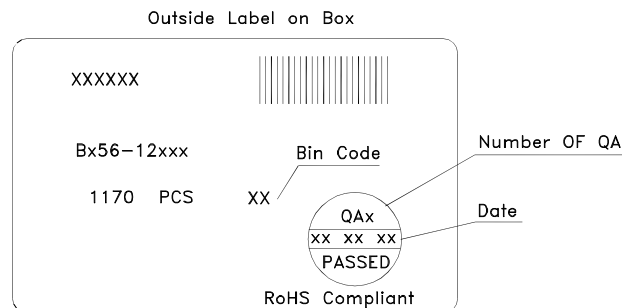 Outside Label on Box
XXXXXX
Bx56-12xxx
Bin Code
Number OF QA
1170 PCS
XX
QAx
Date
xx xx xx
PASSED
RoHS Compliant